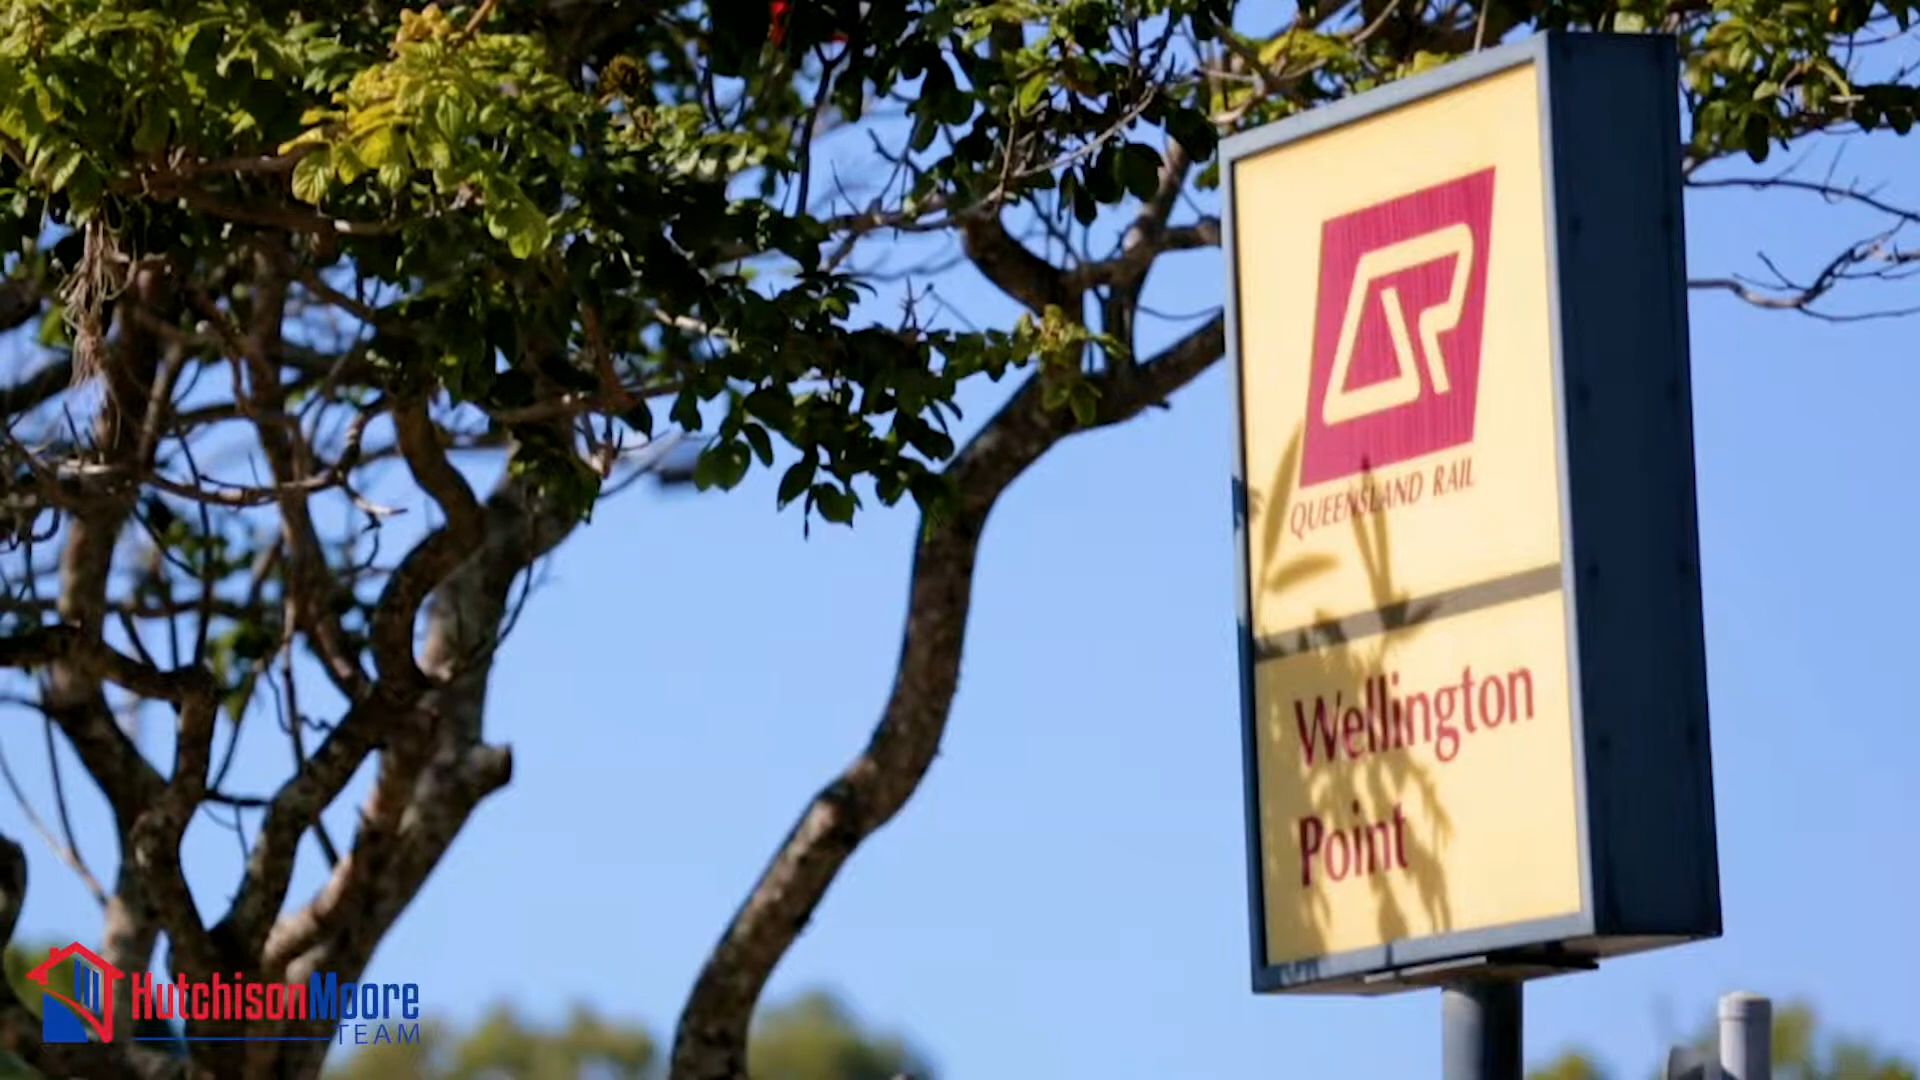 QR
QUEENSLAND RAIL
Wellington
Point
HutchisonMoore
TEAM